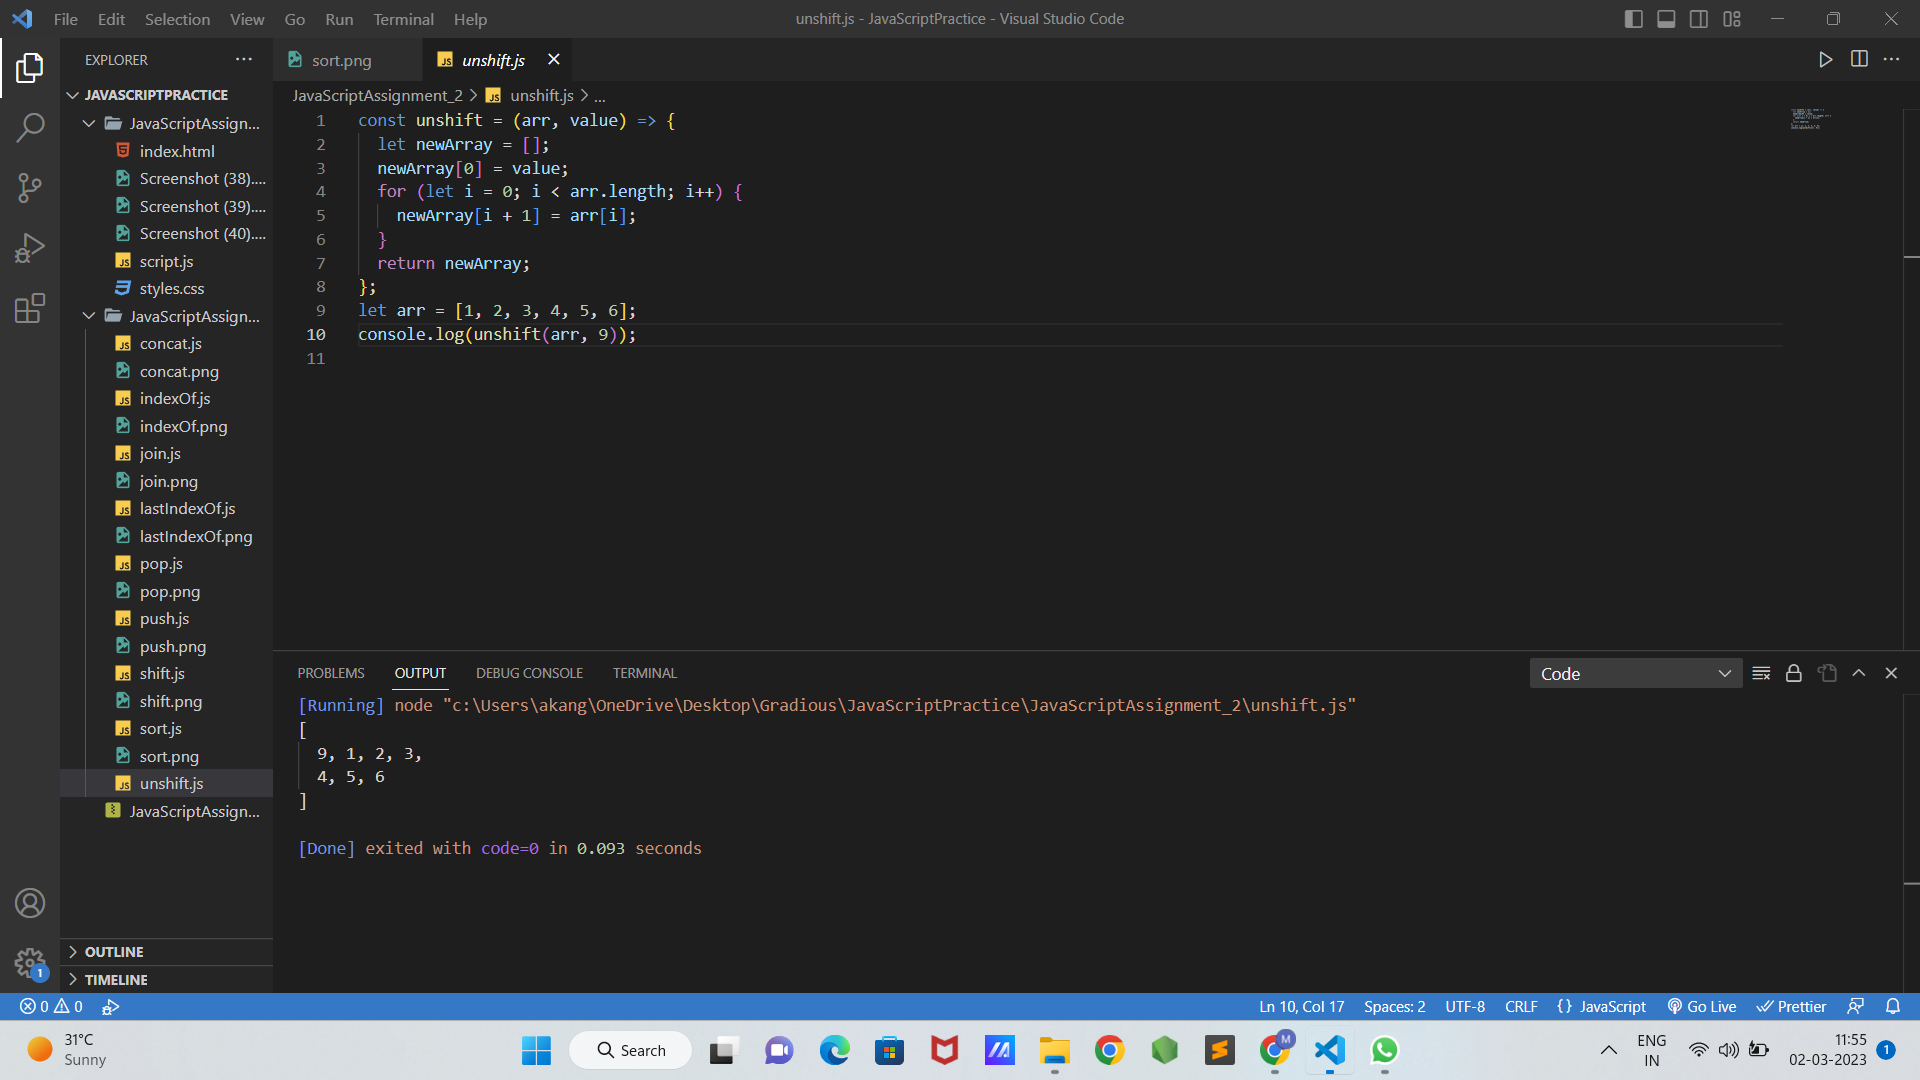 File Edit Selection View Go Run Terminal Help
unshift.js - JavaScriptPractice - Visual Studio Code
EXPLORER
JAVASCRIPTPRACTICE
JavaScriptAssign...
index.html
Screenshot (38)....
Screenshot (39)....
Screenshot (40)....
script.js
styles.css
JavaScriptAssign...
concat.js
concat.png
indexOf.js
indexOf.png
join.js
join.png
lastIndexOf.js
lastIndexOf.png
pop.js
pop.png
push.js
push.png
shift.js
shift.png
sort.js
sort.png
unshift.js
JavaScriptAssign...
OUTLINE
TIMELINE
sort.png
unshift.js
JavaScriptAssignment_2 > JS unshift.js > ...
1 const unshift = (arr, value) => {
2 let newArray = [];
3 newArray[0] = value;
4 for (let i = 0; i < arr.length; i++) {
5 newArray[i + 1] = arr[i];
6 }
7 return newArray;
8 };
9 let arr = [1, 2, 3, 4, 5, 6];
10 console.log(unshift(arr, 9));
11
PROBLEMS OUTPUT DEBUG CONSOLE TERMINAL
Code
[Running] node "c:\Users\akang\OneDrive\Desktop\Gradious\JavaScriptPractice\JavaScriptAssignment_2\unshift.js"
[
9, 1, 2, 3,
4, 5, 6
]
[Done] exited with code=0 in 0.093 seconds
1
0 0
Ln 10, Col 17 Spaces: 2 UTF-8 CRLF {} JavaScript Go Live Prettier
31°C
Sunny
Search
M
ENG
IN
11:55
02-03-2023
1